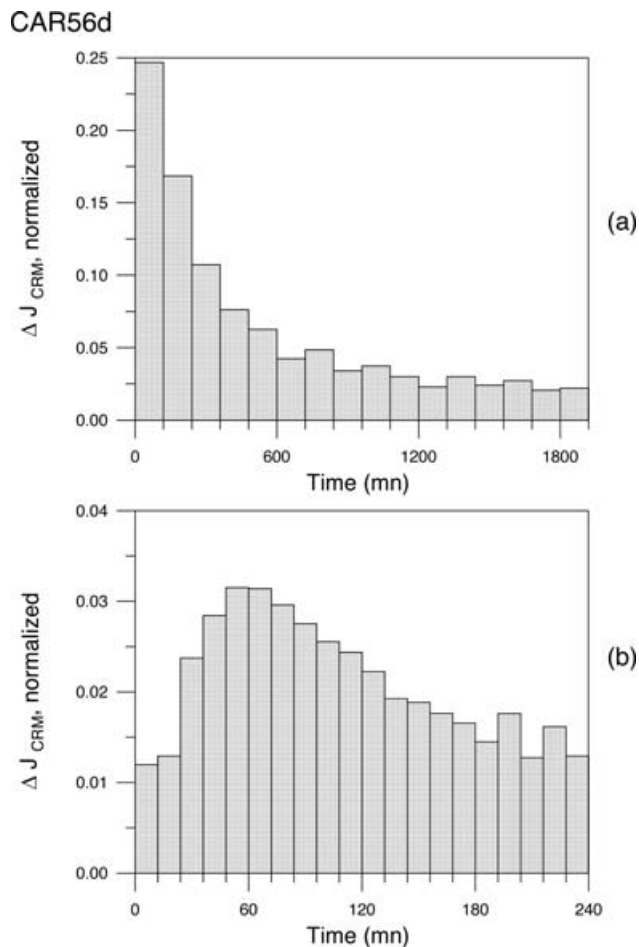 CAR56d
0.25
0.20
0.15
0.10
0.05
0.00
Δ J CRM, normalized
(a)
0 600 1200 1800
Time (mn)
0.04
0.03
0.02
0.01
0.00
Δ J CRM, normalized
(b)
0 60 120 180 240
Time (mn)